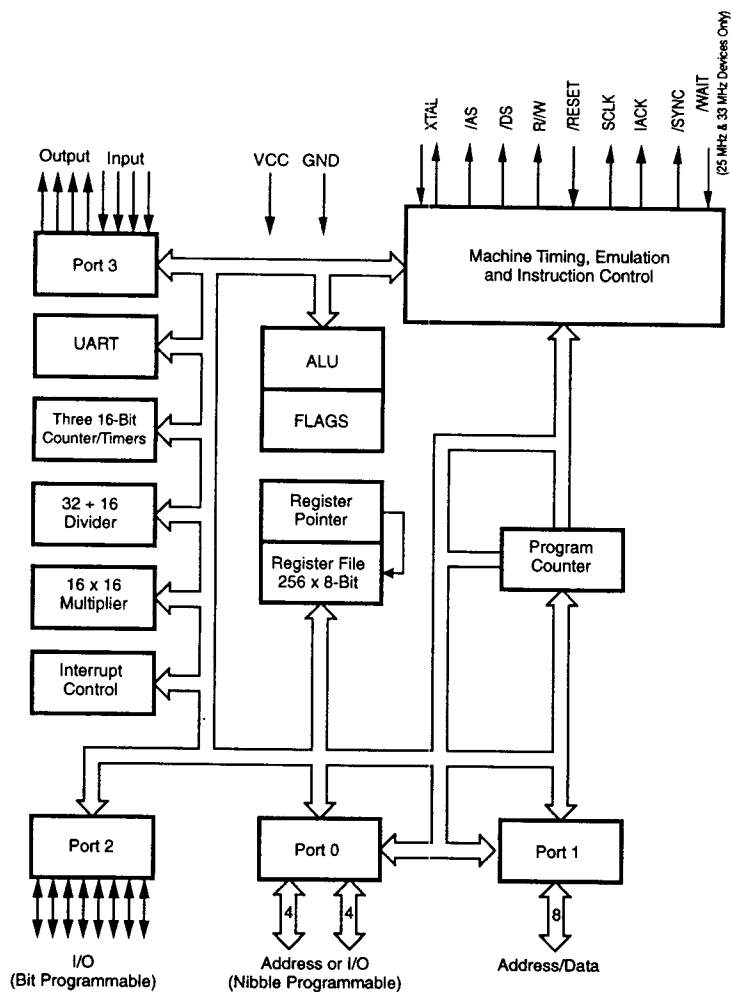 Output Input
VCC GND
XTAL
/AS
/DS
R//W
/RESET
SCLK
IACK
/SYNC
/WAIT
(25 MHz & 33 MHz Devices Only)
Port 3
Machine Timing, Emulation
and Instruction Control
UART
ALU
FLAGS
Three 16-Bit
Counter/Timers
32 + 16
Divider
Register
Pointer
Register File
256 x 8-Bit
Program
Counter
16 x 16
Multiplier
Interrupt
Control
Port 2
Port 0
Port 1
4 4 8
I/O
(Bit Programmable)
Address or I/O
(Nibble Programmable)
Address/Data